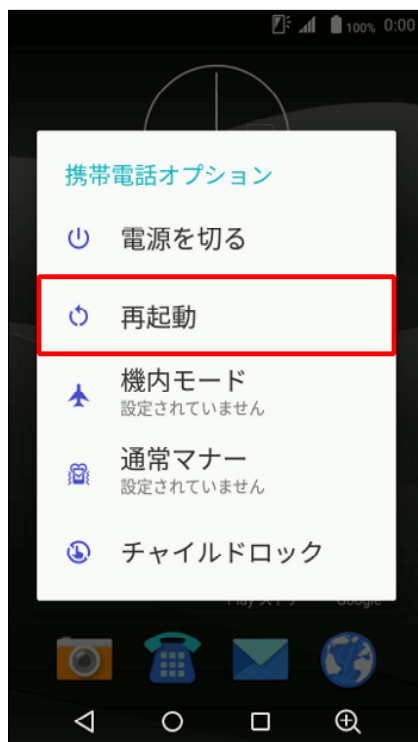 100% 0:00
携帯電話オプション
電源を切る
再起動
機内モード
設定されていません
通常マナー
設定されていません
チャイルドロック
Google